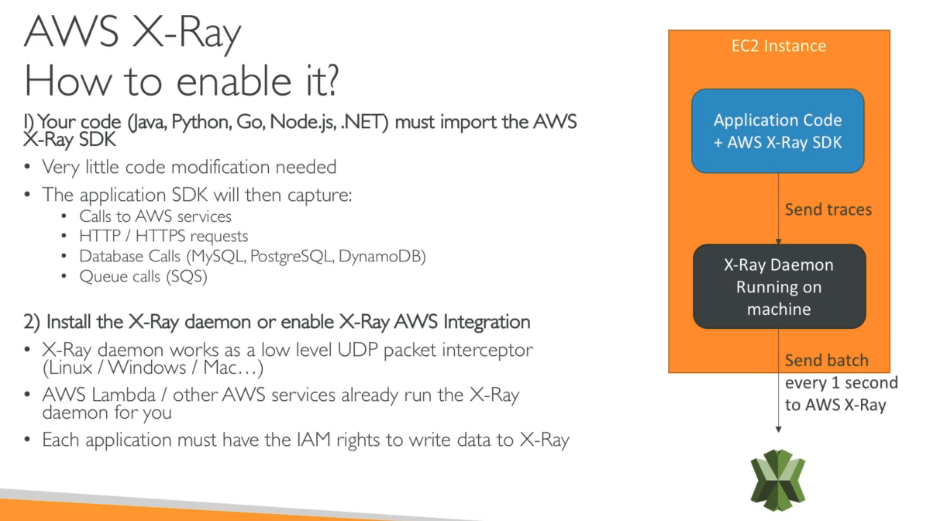 AWS X-Ray
How to enable it?
1) Your code (Java, Python, Go, Node.js, .NET) must import the AWS
X-Ray SDK
• Very little code modification needed
• The application SDK will then capture:
• Calls to AWS services
• HTTP / HTTPS requests
• Database Calls (MySQL, PostgreSQL, DynamoDB)
• Queue calls (SQS)
2) Install the X-Ray daemon or enable X-Ray AWS Integration
• X-Ray daemon works as a low level UDP packet interceptor
(Linux / Windows / Mac...)
• AWS Lambda / other AWS services already run the X-Ray
daemon for you
• Each application must have the IAM rights to write data to X-Ray
EC2 Instance
Application Code
+ AWS X-Ray SDK
Send traces
X-Ray Daemon
Running on
machine
Send batch
every 1 second
to AWS X-Ray